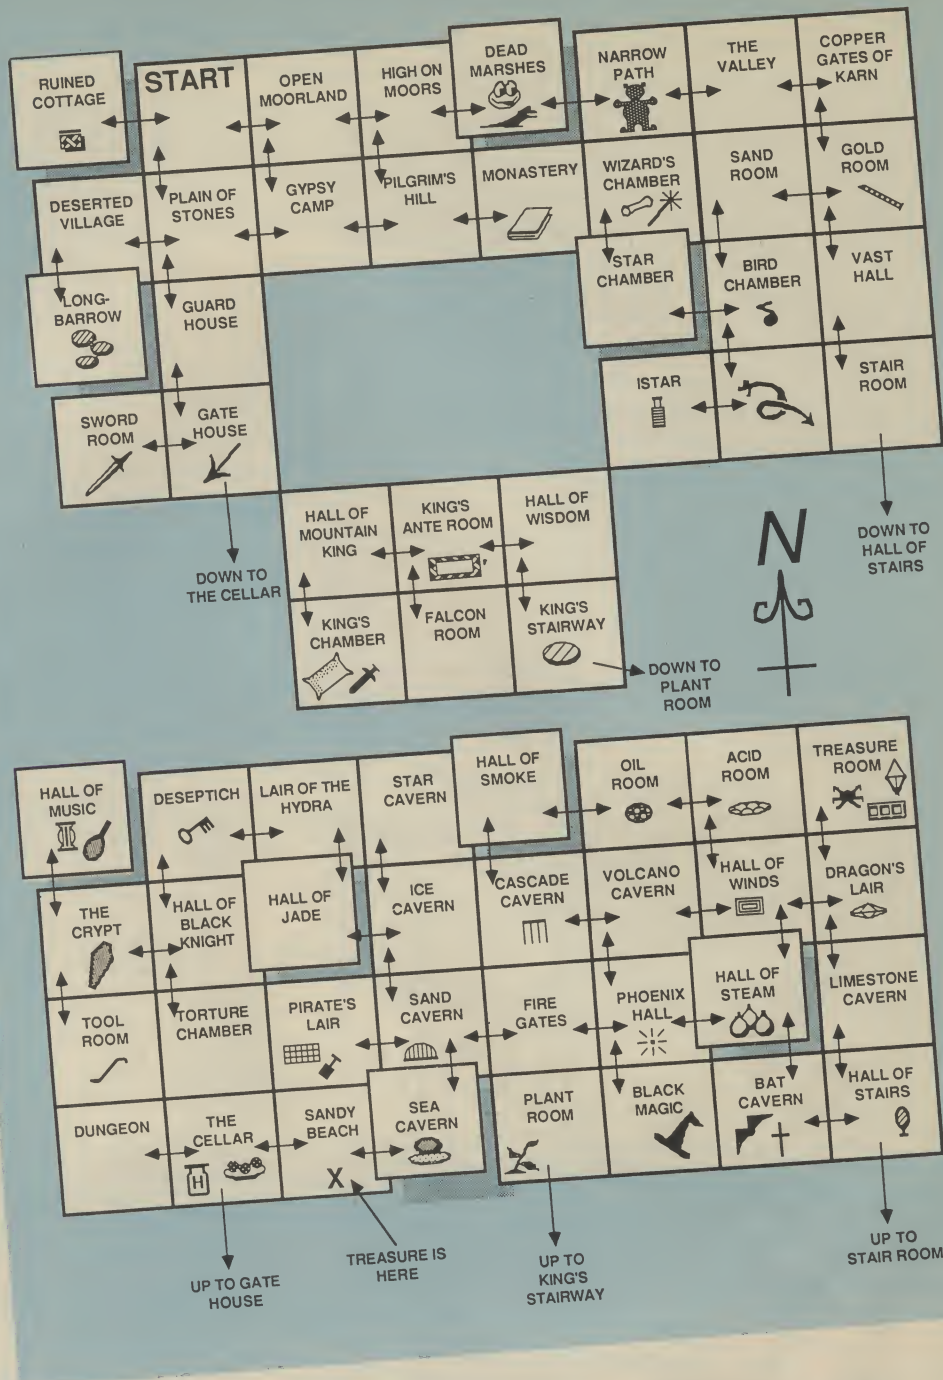 RUINED
COTTAGE
START
OPEN
MOORLAND
HIGH ON
MOORS
DEAD
MARSHES
NARROW
PATH
THE
VALLEY
COPPER
GATES OF
KARN
DESERTED
VILLAGE
PLAIN OF
STONES
GYPSY
CAMP
PILGRIM'S
HILL
MONASTERY
WIZARD'S
CHAMBER
SAND
ROOM
GOLD
ROOM
LONG-
BARROW
GUARD
HOUSE
STAR
CHAMBER
BIRD
CHAMBER
VAST
HALL
SWORD
ROOM
GATE
HOUSE
ISTAR
STAIR
ROOM
DOWN TO
THE CELLAR
HALL OF
MOUNTAIN
KING
KING'S
ANTE ROOM
HALL OF
WISDOM
N
DOWN TO
HALL OF
STAIRS
KING'S
CHAMBER
FALCON
ROOM
KING'S
STAIRWAY
DOWN TO
PLANT
ROOM
HALL OF
MUSIC
DESEPTICH
LAIR OF THE
HYDRA
STAR
CAVERN
HALL OF
SMOKE
OIL
ROOM
ACID
ROOM
TREASURE
ROOM
THE
CRYPT
HALL OF
BLACK
KNIGHT
HALL OF
JADE
ICE
CAVERN
CASCADE
CAVERN
VOLCANO
CAVERN
HALL OF
WINDS
DRAGON'S
LAIR
TOOL
ROOM
TORTURE
CHAMBER
PIRATE'S
LAIR
SAND
CAVERN
FIRE
GATES
PHOENIX
HALL
HALL OF
STEAM
LIMESTONE
CAVERN
DUNGEON
THE
CELLAR
H
SANDY
BEACH
X
SEA
CAVERN
PLANT
ROOM
BLACK
MAGIC
BAT
CAVERN
HALL OF
STAIRS
UP TO GATE
HOUSE
TREASURE IS
HERE
UP TO
KING'S
STAIRWAY
UP TO
STAIR ROOM